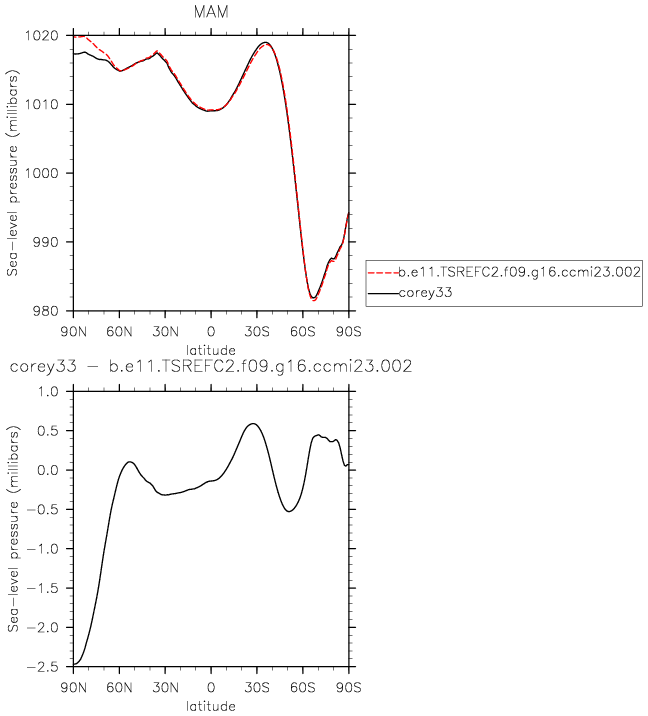 MAM
1020
1010
1000
990
980
Sea-level pressure (millibars)
90N 60N 30N 0 30S 60S 90S
latitude
b.e11.TSREFC2.f09.g16.ccmi23.002
corey33
corey33 - b.e11.TSREFC2.f09.g16.ccmi23.002
1.0
0.5
0.0
-0.5
-1.0
-1.5
-2.0
-2.5
Sea-level pressure (millibars)
90N 60N 30N 0 30S 60S 90S
latitude